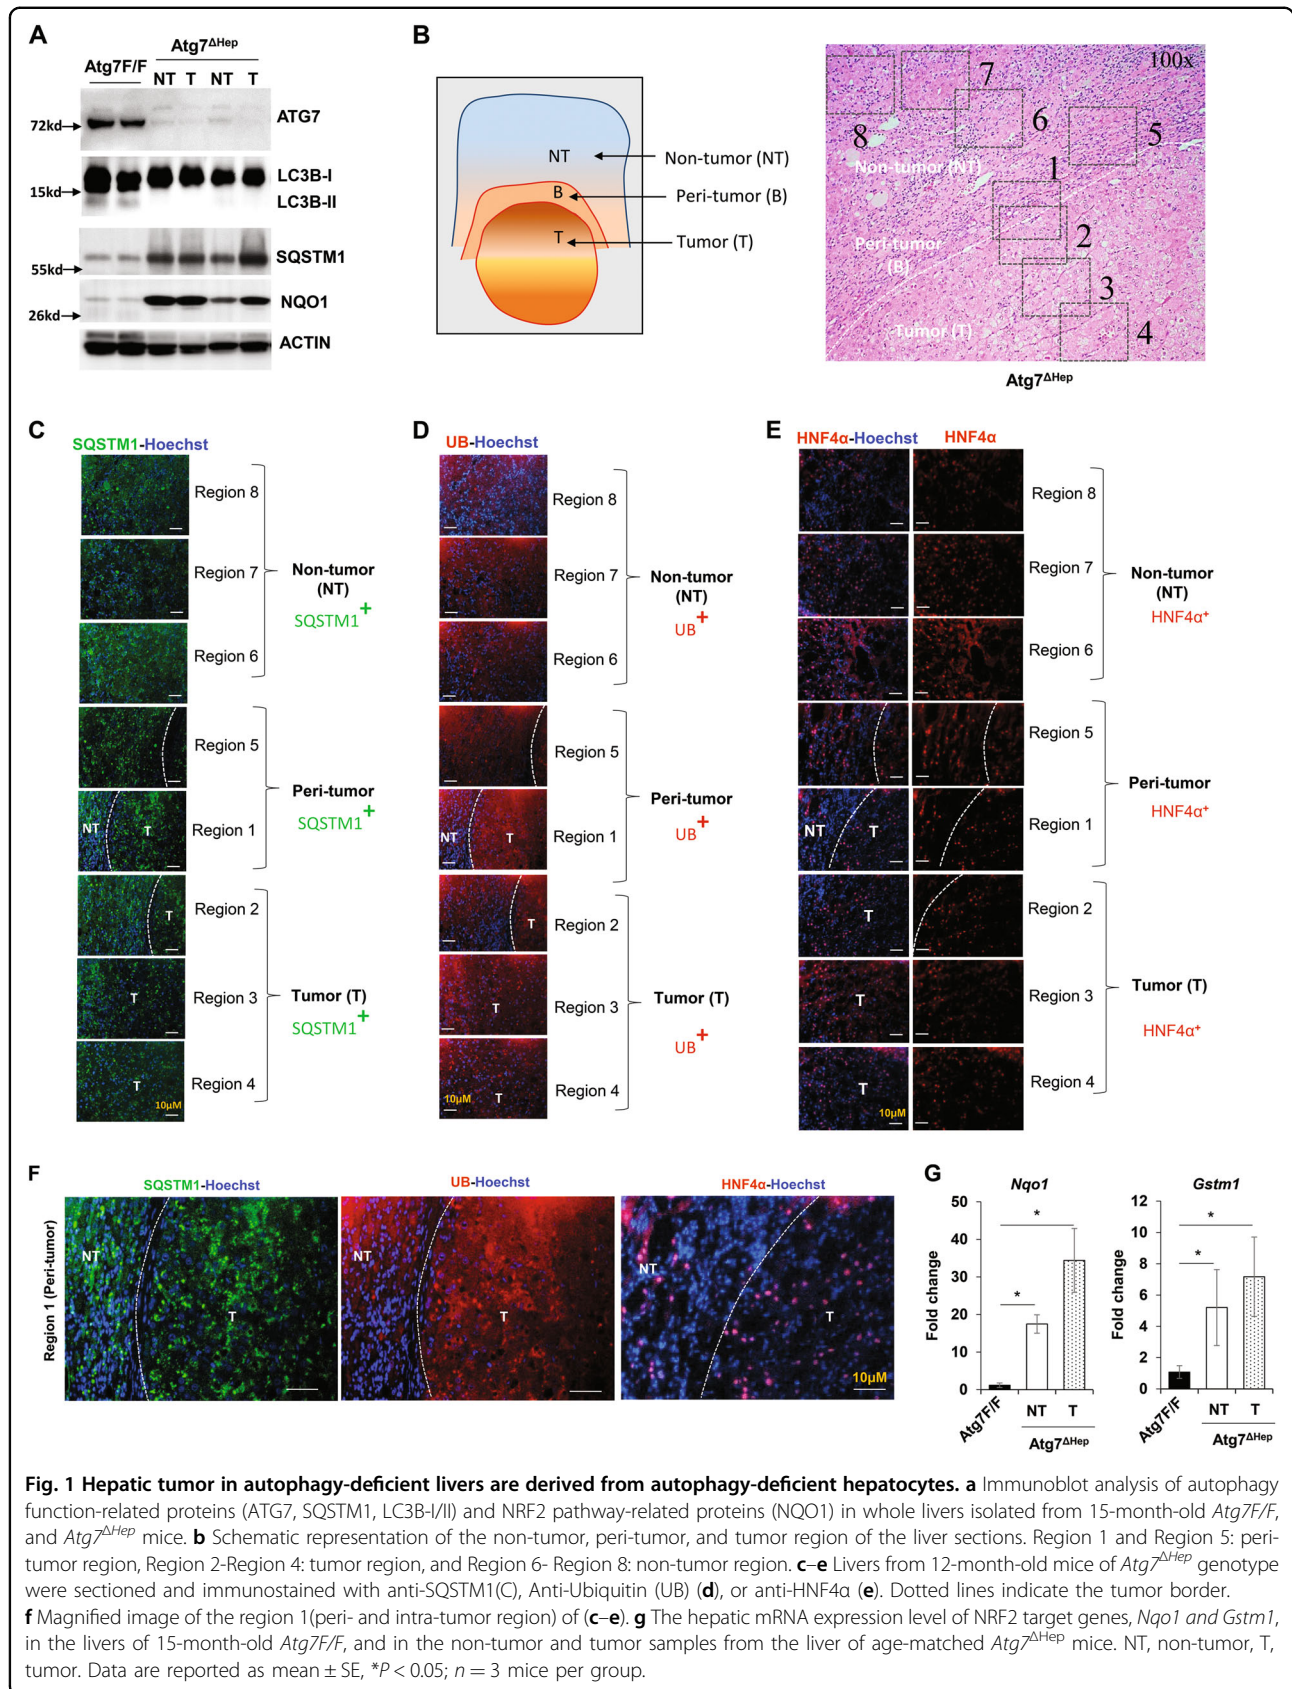 A
Atg7ΔHep
Atg7F/F
NT T NT T
ATG7
72kd
LC3B-I
15kd
LC3B-II
SQSTM1
55kd
NQO1
26kd
ACTIN
B
NT
Non-tumor (NT)
B
Peri-tumor (B)
T
Tumor (T)
100x
7
8
6
5
1
Non-tumor (NT)
2
Peri-tumor
(B)
3
Tumor (T)
4
Atg7ΔHep
C
SQSTM1-Hoechst
Region 8
Region 7
Non-tumor
(NT)
SQSTM1+
Region 6
Region 5
Peri-tumor
SQSTM1+
NT
T
Region 1
T
Region 2
T
Region 3
Tumor (T)
SQSTM1+
T
Region 4
10µM
D
UB-Hoechst
Region 8
Region 7
Non-tumor
(NT)
UB+
Region 6
Region 5
Peri-tumor
UB+
NT
T
Region 1
T
Region 2
T
Region 3
Tumor (T)
UB+
Region 4
10µM
T
E
HNF4α-Hoechst HNF4α
Region 8
Region 7
Non-tumor
(NT)
HNF4α+
Region 6
Region 5
Peri-tumor
HNF4α+
NT
T
Region 1
T
Region 2
T
Region 3
Tumor (T)
HNF4α+
T
Region 4
10µM
F
SQSTM1-Hoechst UB-Hoechst HNF4α-Hoechst
Region 1 (Peri-tumor)
NT
T
NT
T
NT
T
10µM
G
Nqo1
Fold change
50
40
30
20
10
0
*
*
Atg7F/F
NT T
Atg7ΔHep
Gstm1
Fold change
12
10
8
6
4
2
0
*
*
Atg7F/F
NT T
Atg7ΔHep
Fig. 1 Hepatic tumor in autophagy-deficient livers are derived from autophagy-deficient hepatocytes. a Immunoblot analysis of autophagy
function-related proteins (ATG7, SQSTM1, LC3B-I/II) and NRF2 pathway-related proteins (NQO1) in whole livers isolated from 15-month-old Atg7F/F,
and Atg7ΔHep mice. b Schematic representation of the non-tumor, peri-tumor, and tumor region of the liver sections. Region 1 and Region 5: peri-
tumor region, Region 2-Region 4: tumor region, and Region 6- Region 8: non-tumor region. c–e Livers from 12-month-old mice of Atg7ΔHep genotype
were sectioned and immunostained with anti-SQSTM1(C), Anti-Ubiquitin (UB) (d), or anti-HNF4α (e). Dotted lines indicate the tumor border.
f Magnified image of the region 1(peri- and intra-tumor region) of (c–e). g The hepatic mRNA expression level of NRF2 target genes, Nqo1 and Gstm1,
in the livers of 15-month-old Atg7F/F, and in the non-tumor and tumor samples from the liver of age-matched Atg7ΔHep mice. NT, non-tumor, T,
tumor. Data are reported as mean ± SE, *P < 0.05; n = 3 mice per group.